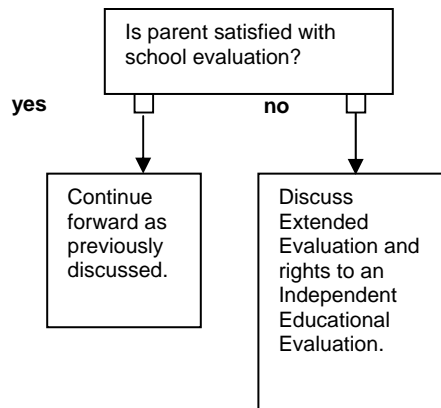 Is parent satisfied with
school evaluation?
yes
no
Continue
forward as
previously
discussed.
Discuss
Extended
Evaluation and
rights to an
Independent
Educational
Evaluation.